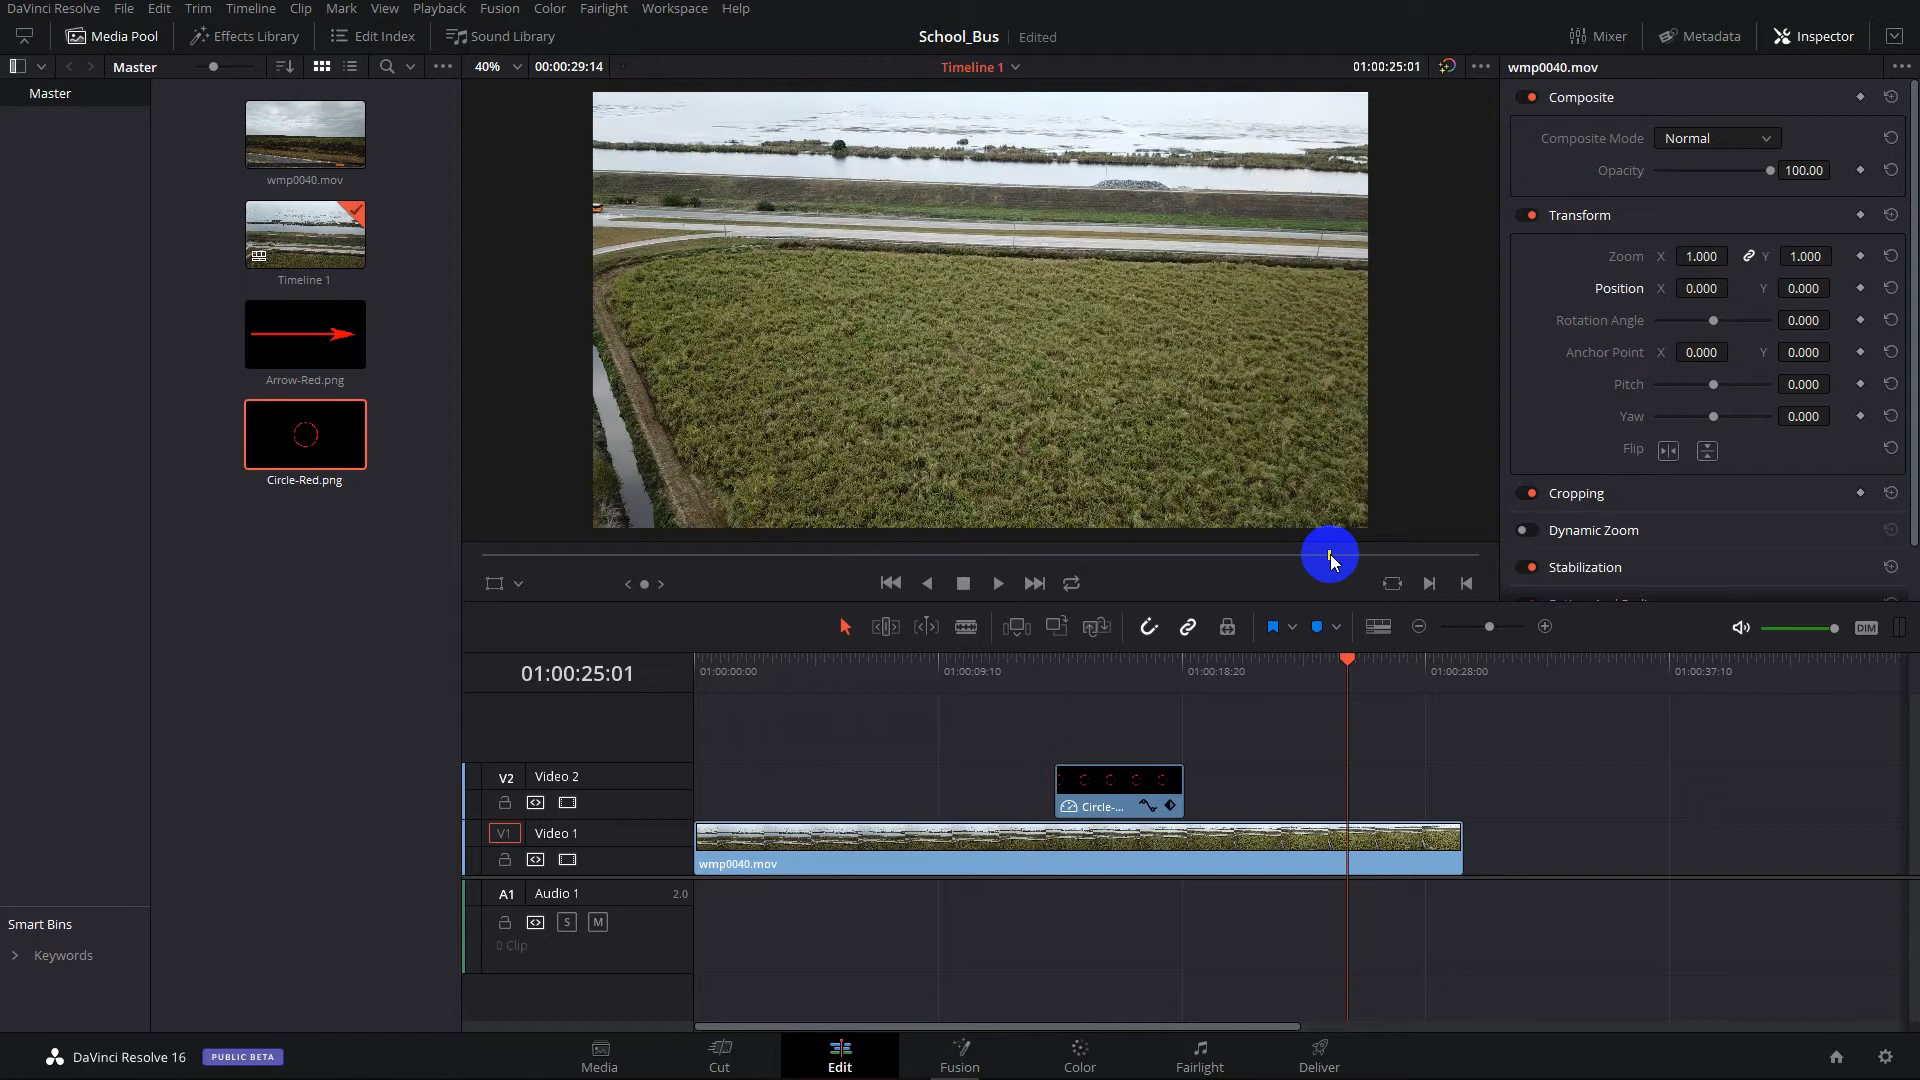 DaVinci Resolve File Edit Trim Timeline Clip Mark View Playback Fusion Color Fairlight Workspace Help
Media Pool Effects Library Edit Index Sound Library School_Bus Edited Mixer Metadata Inspector
Master 40% 00:00:29:14 Timeline 1 01:00:25:01 wmp0040.mov
Master
wmp0040.mov
Timeline 1
Arrow-Red.png
Circle-Red.png
Smart Bins
Keywords
Composite
Composite Mode Normal
Opacity 100.00
Transform
Zoom X 1.000 Y 1.000
Position X 0.000 Y 0.000
Rotation Angle 0.000
Anchor Point X 0.000 Y 0.000
Pitch 0.000
Yaw 0.000
Flip
Cropping
Dynamic Zoom
Stabilization
DIM
01:00:25:01 01:00:00:00 01:00:09:10 01:00:18:20 01:00:28:00 01:00:37:10
V2 Video 2
Circle-...
V1 Video 1
wmp0040.mov
A1 Audio 1 2.0
S M
0 Clip
DaVinci Resolve 16 PUBLIC BETA
Media Cut Edit Fusion Color Fairlight Deliver